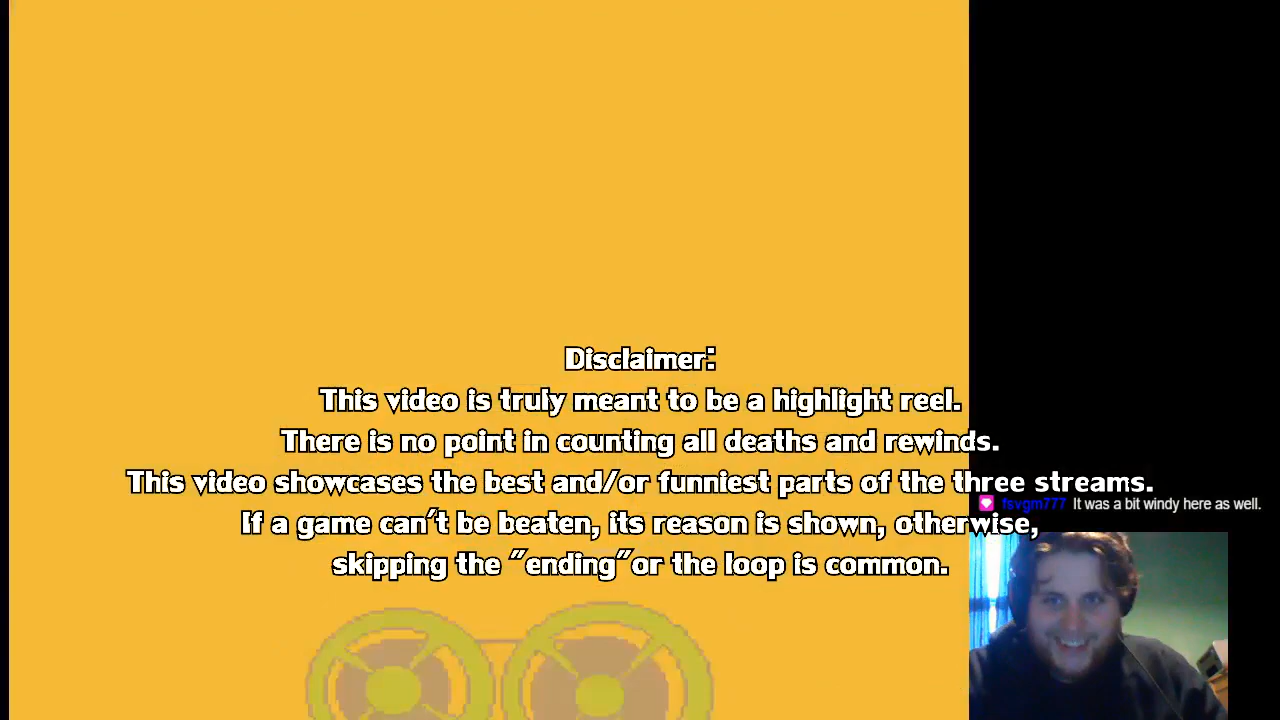 Disclaimer:
This video is truly meant to be a highlight reel.
There is no point in counting all deaths and rewinds.
This video showcases the best and/or funniest parts of the three streams.
fsvgm777 It was a bit windy here as well.
If a game can't be beaten, its reason is shown, otherwise,
skipping the "ending"or the loop is common.